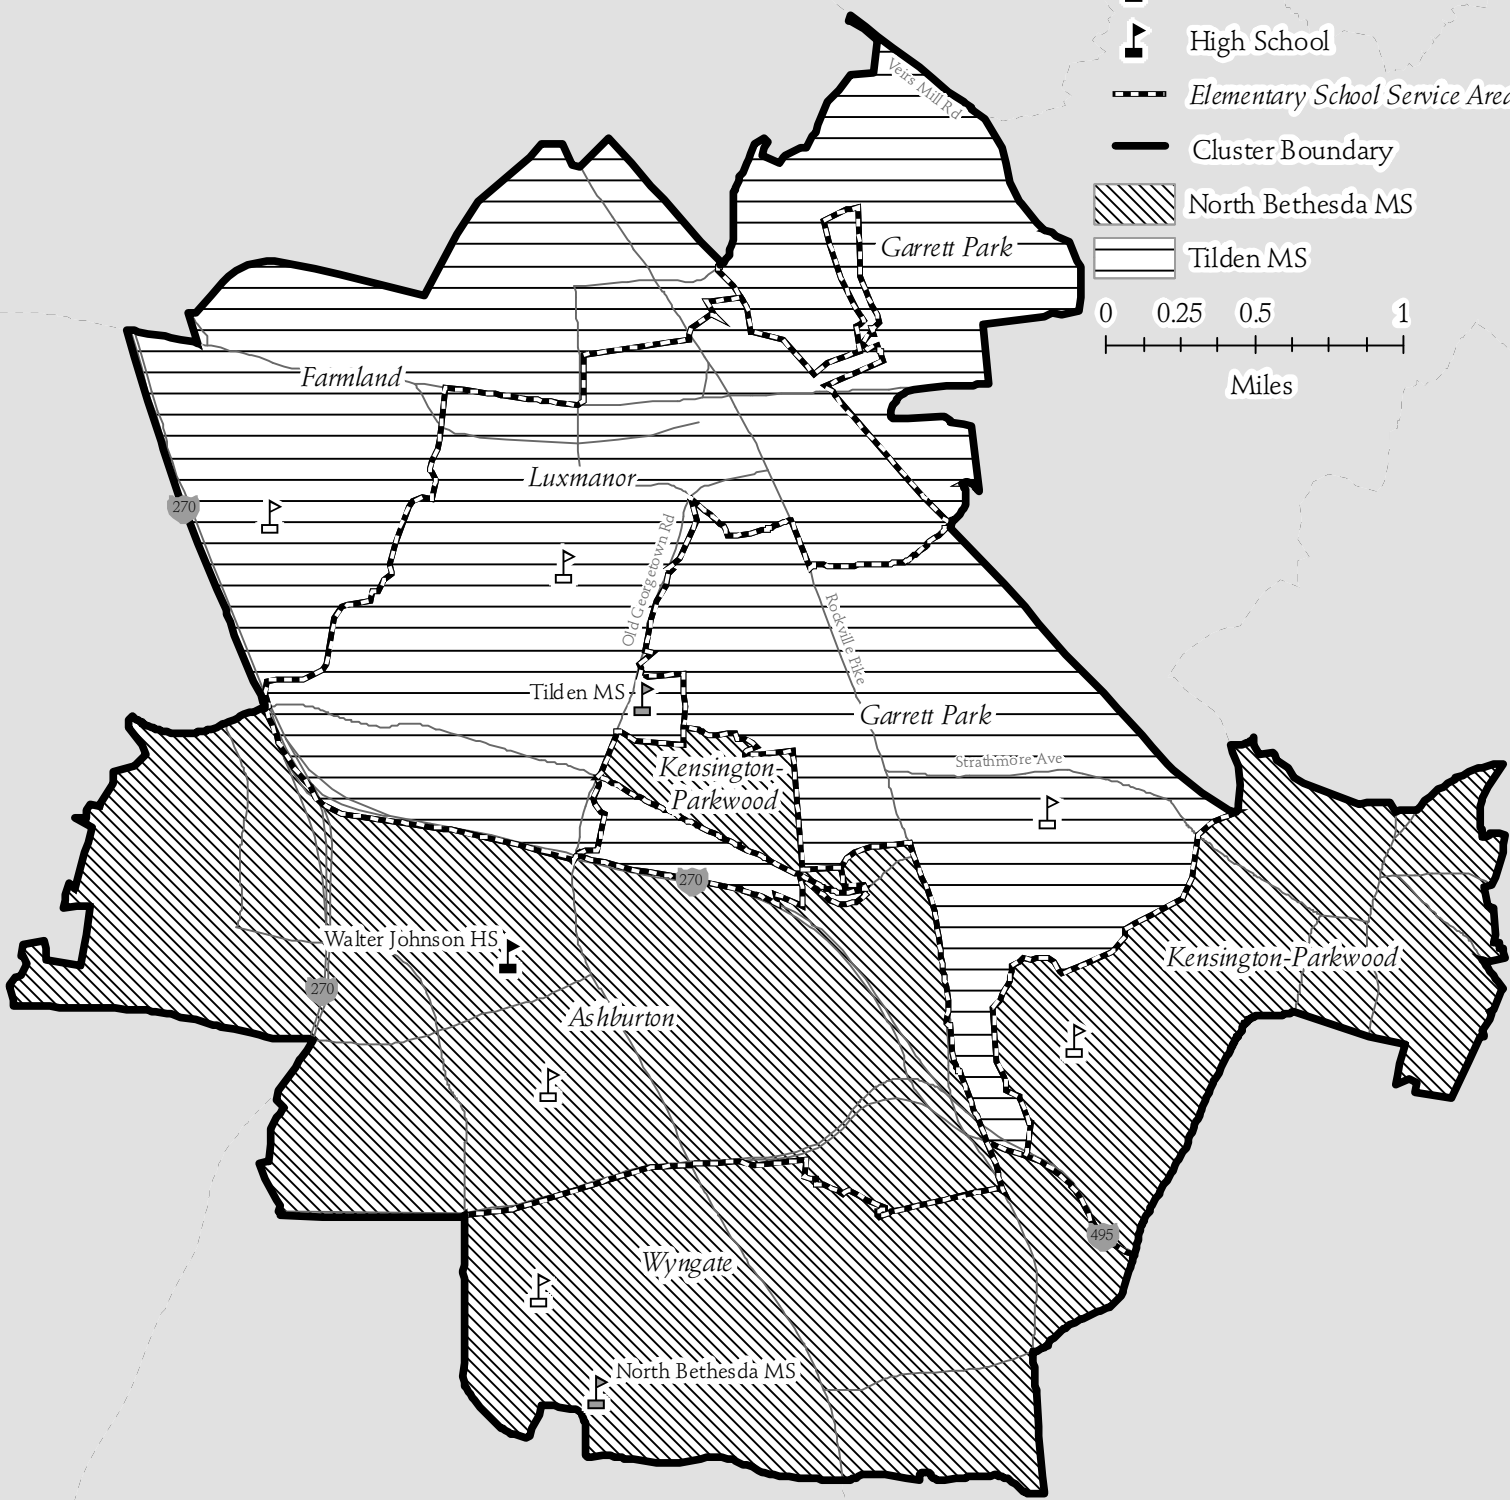 High School
Elementary School Service Area
Cluster Boundary
North Bethesda MS
Tilden MS
0 0.25 0.5 1
Miles
Veirs Mill Rd
Garrett Park
Farmland
Luxmanor
270
Old Georgetown Rd
Rockville Pike
Tilden MS
Garrett Park
Strathmore Ave
Kensington-
Parkwood
270
Walter Johnson HS
Kensington-Parkwood
270
Ashburton
495
Wyngate
North Bethesda MS